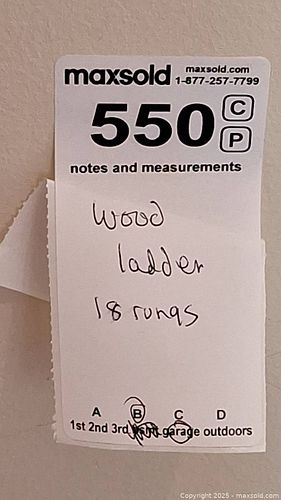 maxsold maxsold.com
1-877-257-7799
550 C
P
notes and measurements
wood
ladder
18 rungs
A B C D
1st 2nd 3rd garage outdoors
Copyright © 2025 - maxsold.com